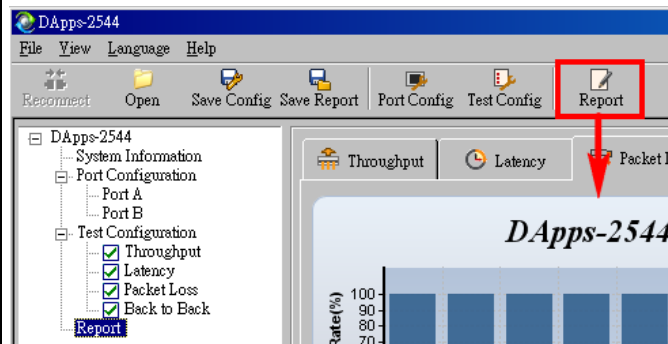 DApps-2544
File View Language Help
Reconnect Open Save Config Save Report Port Config Test Config Report
DApps-2544
System Information
Port Configuration
Port A
Port B
Test Configuration
Throughput
Latency
Packet Loss
Back to Back
Report
Throughput Latency Packet
DApps-2544
Rate(%)
100
90
80
70